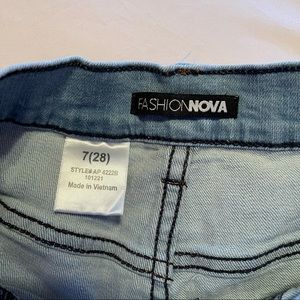 FASHIONNOVA
7(28)
STYLE#AP 4222B
101221
Made in Vietnam